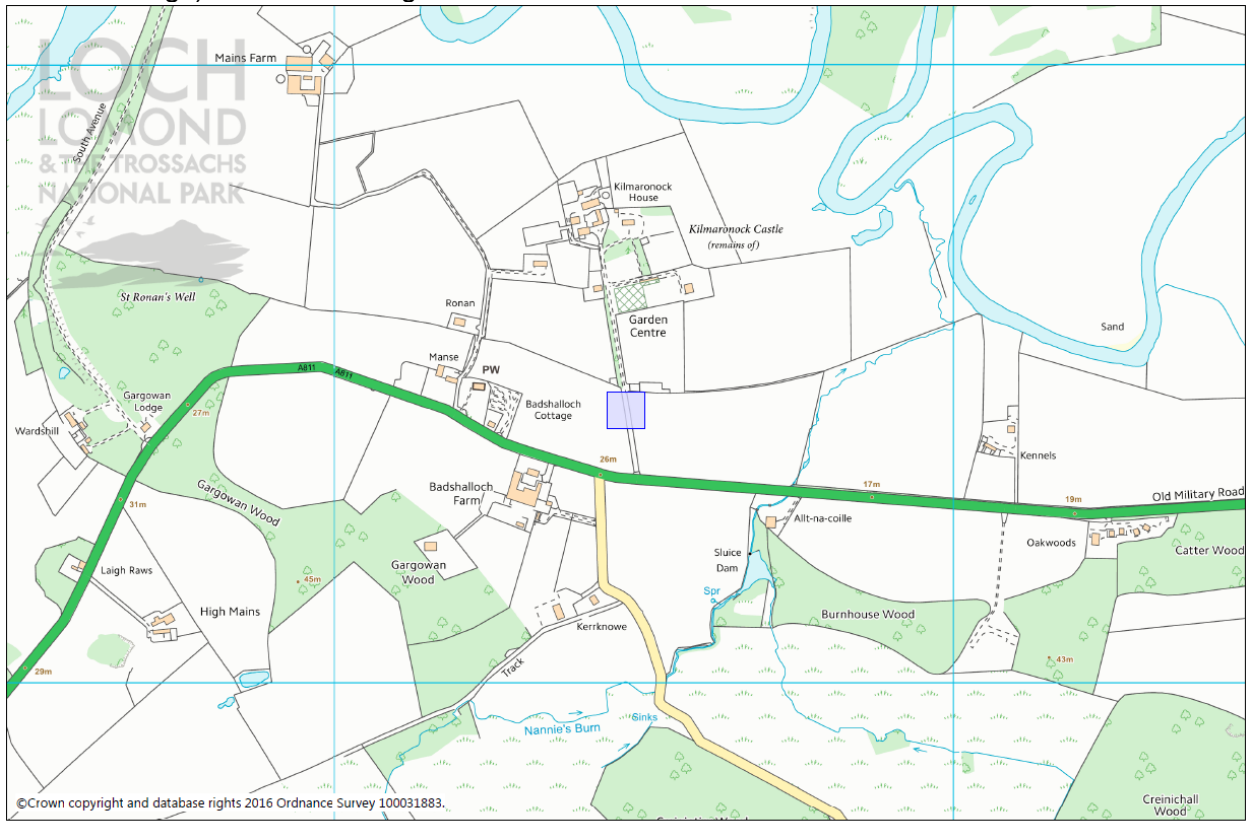 LOCH
LOMOND
& THE TROSSACHS
NATIONAL PARK
Mains Farm
South Avenue
Kilmaronock
House
Kilmaronock Castle
(remains of)
St Ronan's Well
Ronan
Garden
Centre
Sand
Manse
PW
A811
A811
Gargowan
Lodge
27m
Badshalloch
Cottage
Wardshill
26m
Kennels
Badshalloch
Farm
17m
19m
Old Military Road
31m
Gargowan Wood
Allt-na-coille
Oakwoods
Catter Wood
Sluice
Dam
Laigh Raws
45m
Gargowan
Wood
Spr
High Mains
Burnhouse Wood
Kerrknowe
43m
29m
Track
Sinks
Nannie's Burn
Creinichall
Wood
©Crown copyright and database rights 2016 Ordnance Survey 100031883.